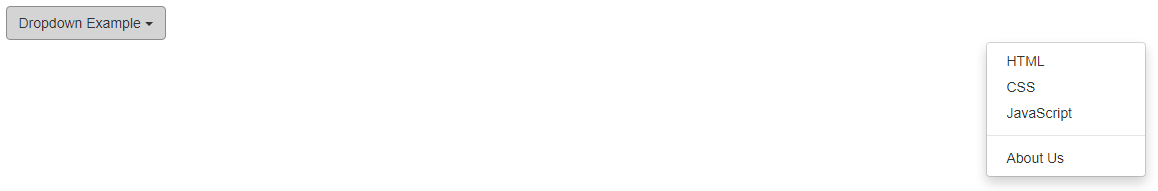 Dropdown Example
HTML
CSS
JavaScript
About Us